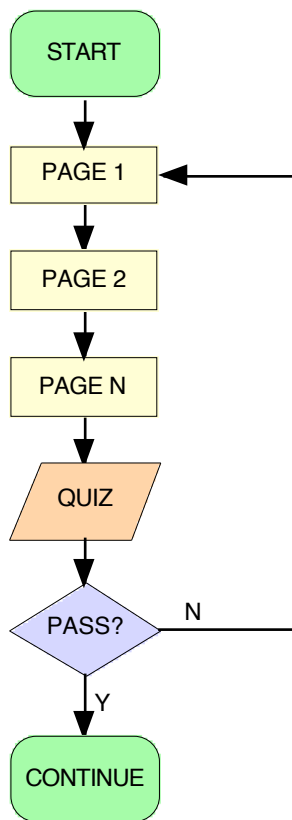 START
PAGE 1
PAGE 2
PAGE N
QUIZ
PASS?
N
Y
CONTINUE